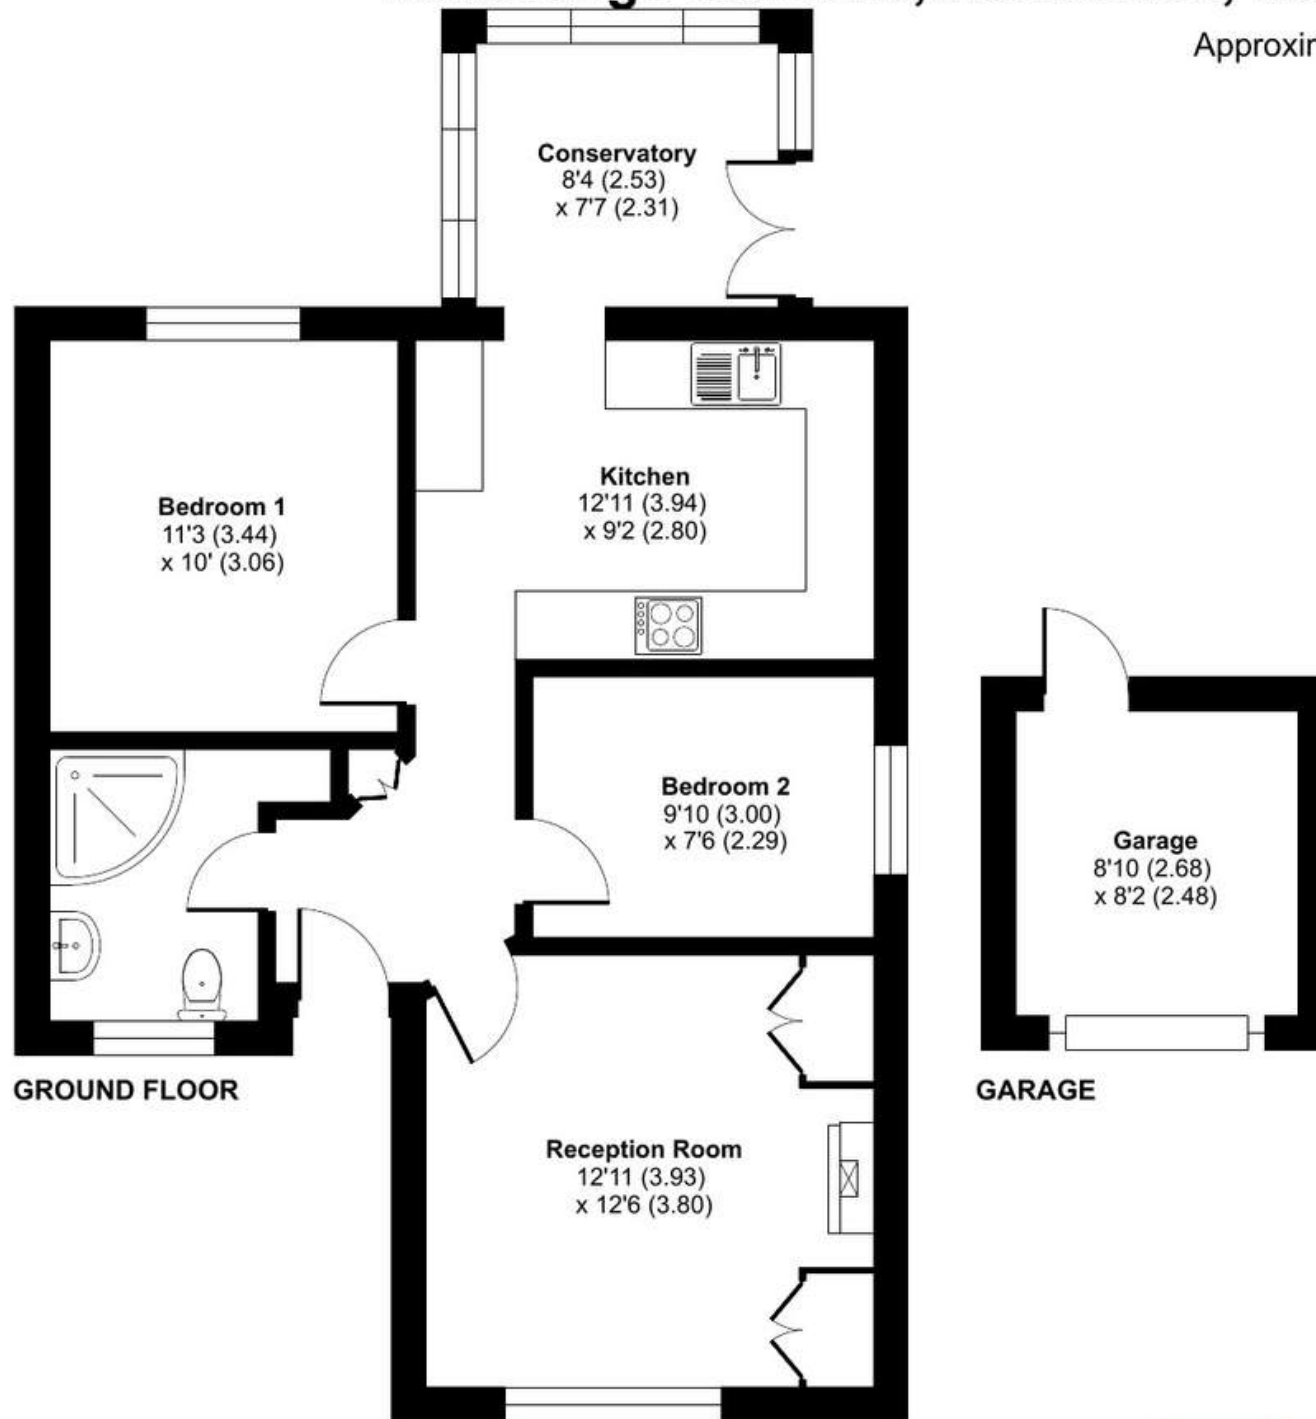 Approxin
Conservatory
8'4 (2.53)
x 7'7 (2.31)
Kitchen
12'11 (3.94)
x 9'2 (2.80)
Bedroom 1
11'3 (3.44)
x 10' (3.06)
Bedroom 2
9'10 (3.00)
x 7'6 (2.29)
Garage
8'10 (2.68)
x 8'2 (2.48)
GROUND FLOOR
GARAGE
Reception Room
12'11 (3.93)
x 12'6 (3.80)